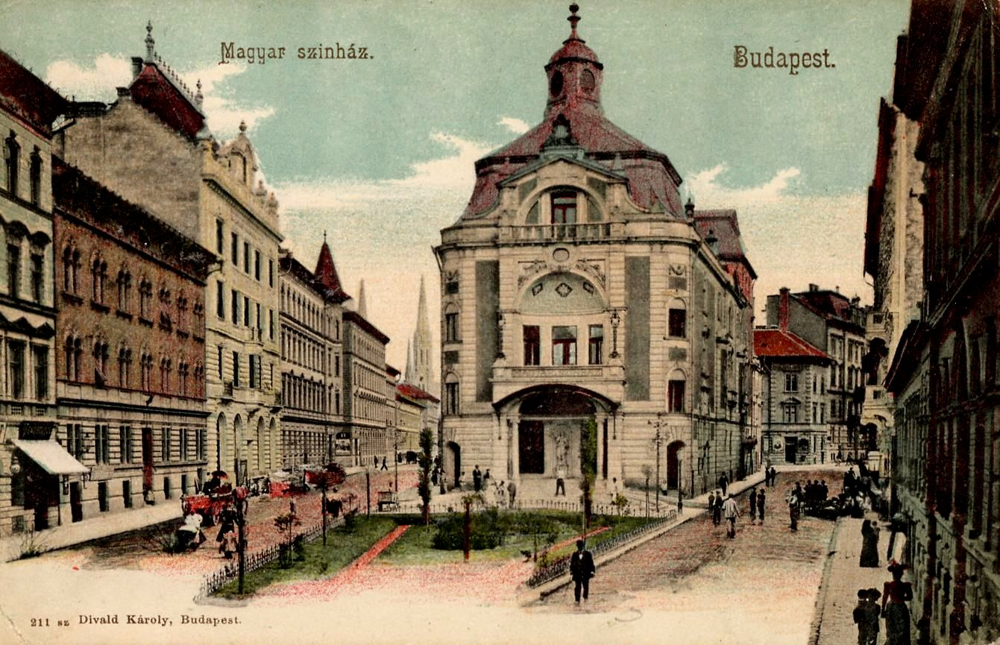 Magyar szinház.
Budapest.
211 sz Divald Károly, Budapest.